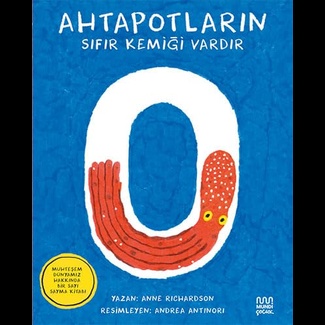 AHTAPOTLARIN
SIFIR KEMİĞİ VARDIR
0
MUHTEŞEM
DÜNYAMIZ
HAKKINDA
BİR SAYI
SAYMA KİTABI
YAZAN: ANNE RICHARDSON
RESİMLEYEN: ANDREA ANTINORI
MUNDI
ÇOCUK